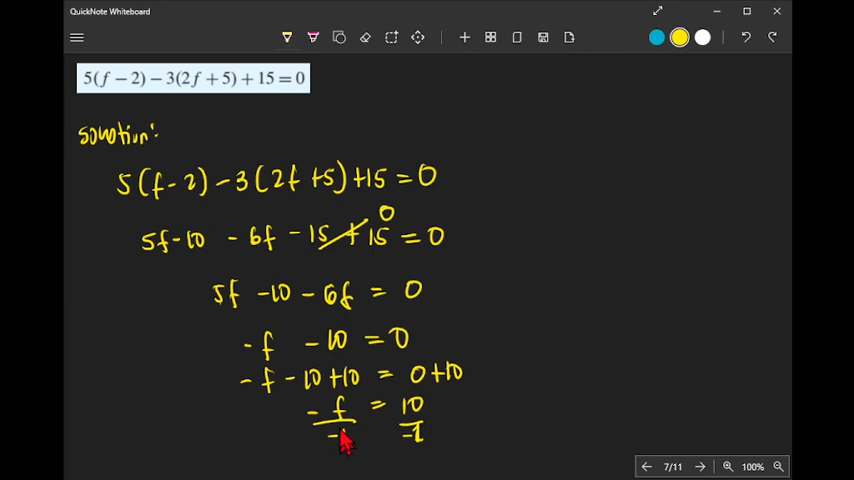 QuickNote Whiteboard
5(f − 2) − 3(2f + 5) + 15 = 0
solution:
5(f-2) -3(2f +5) +15 = 0
0
5f-10 - 6f - 15 + 15 = 0
5f -10 - 6f = 0
-f -10 = 0
-f -10 +10 = 0 +10
-f = 10
-1
7/11 100%